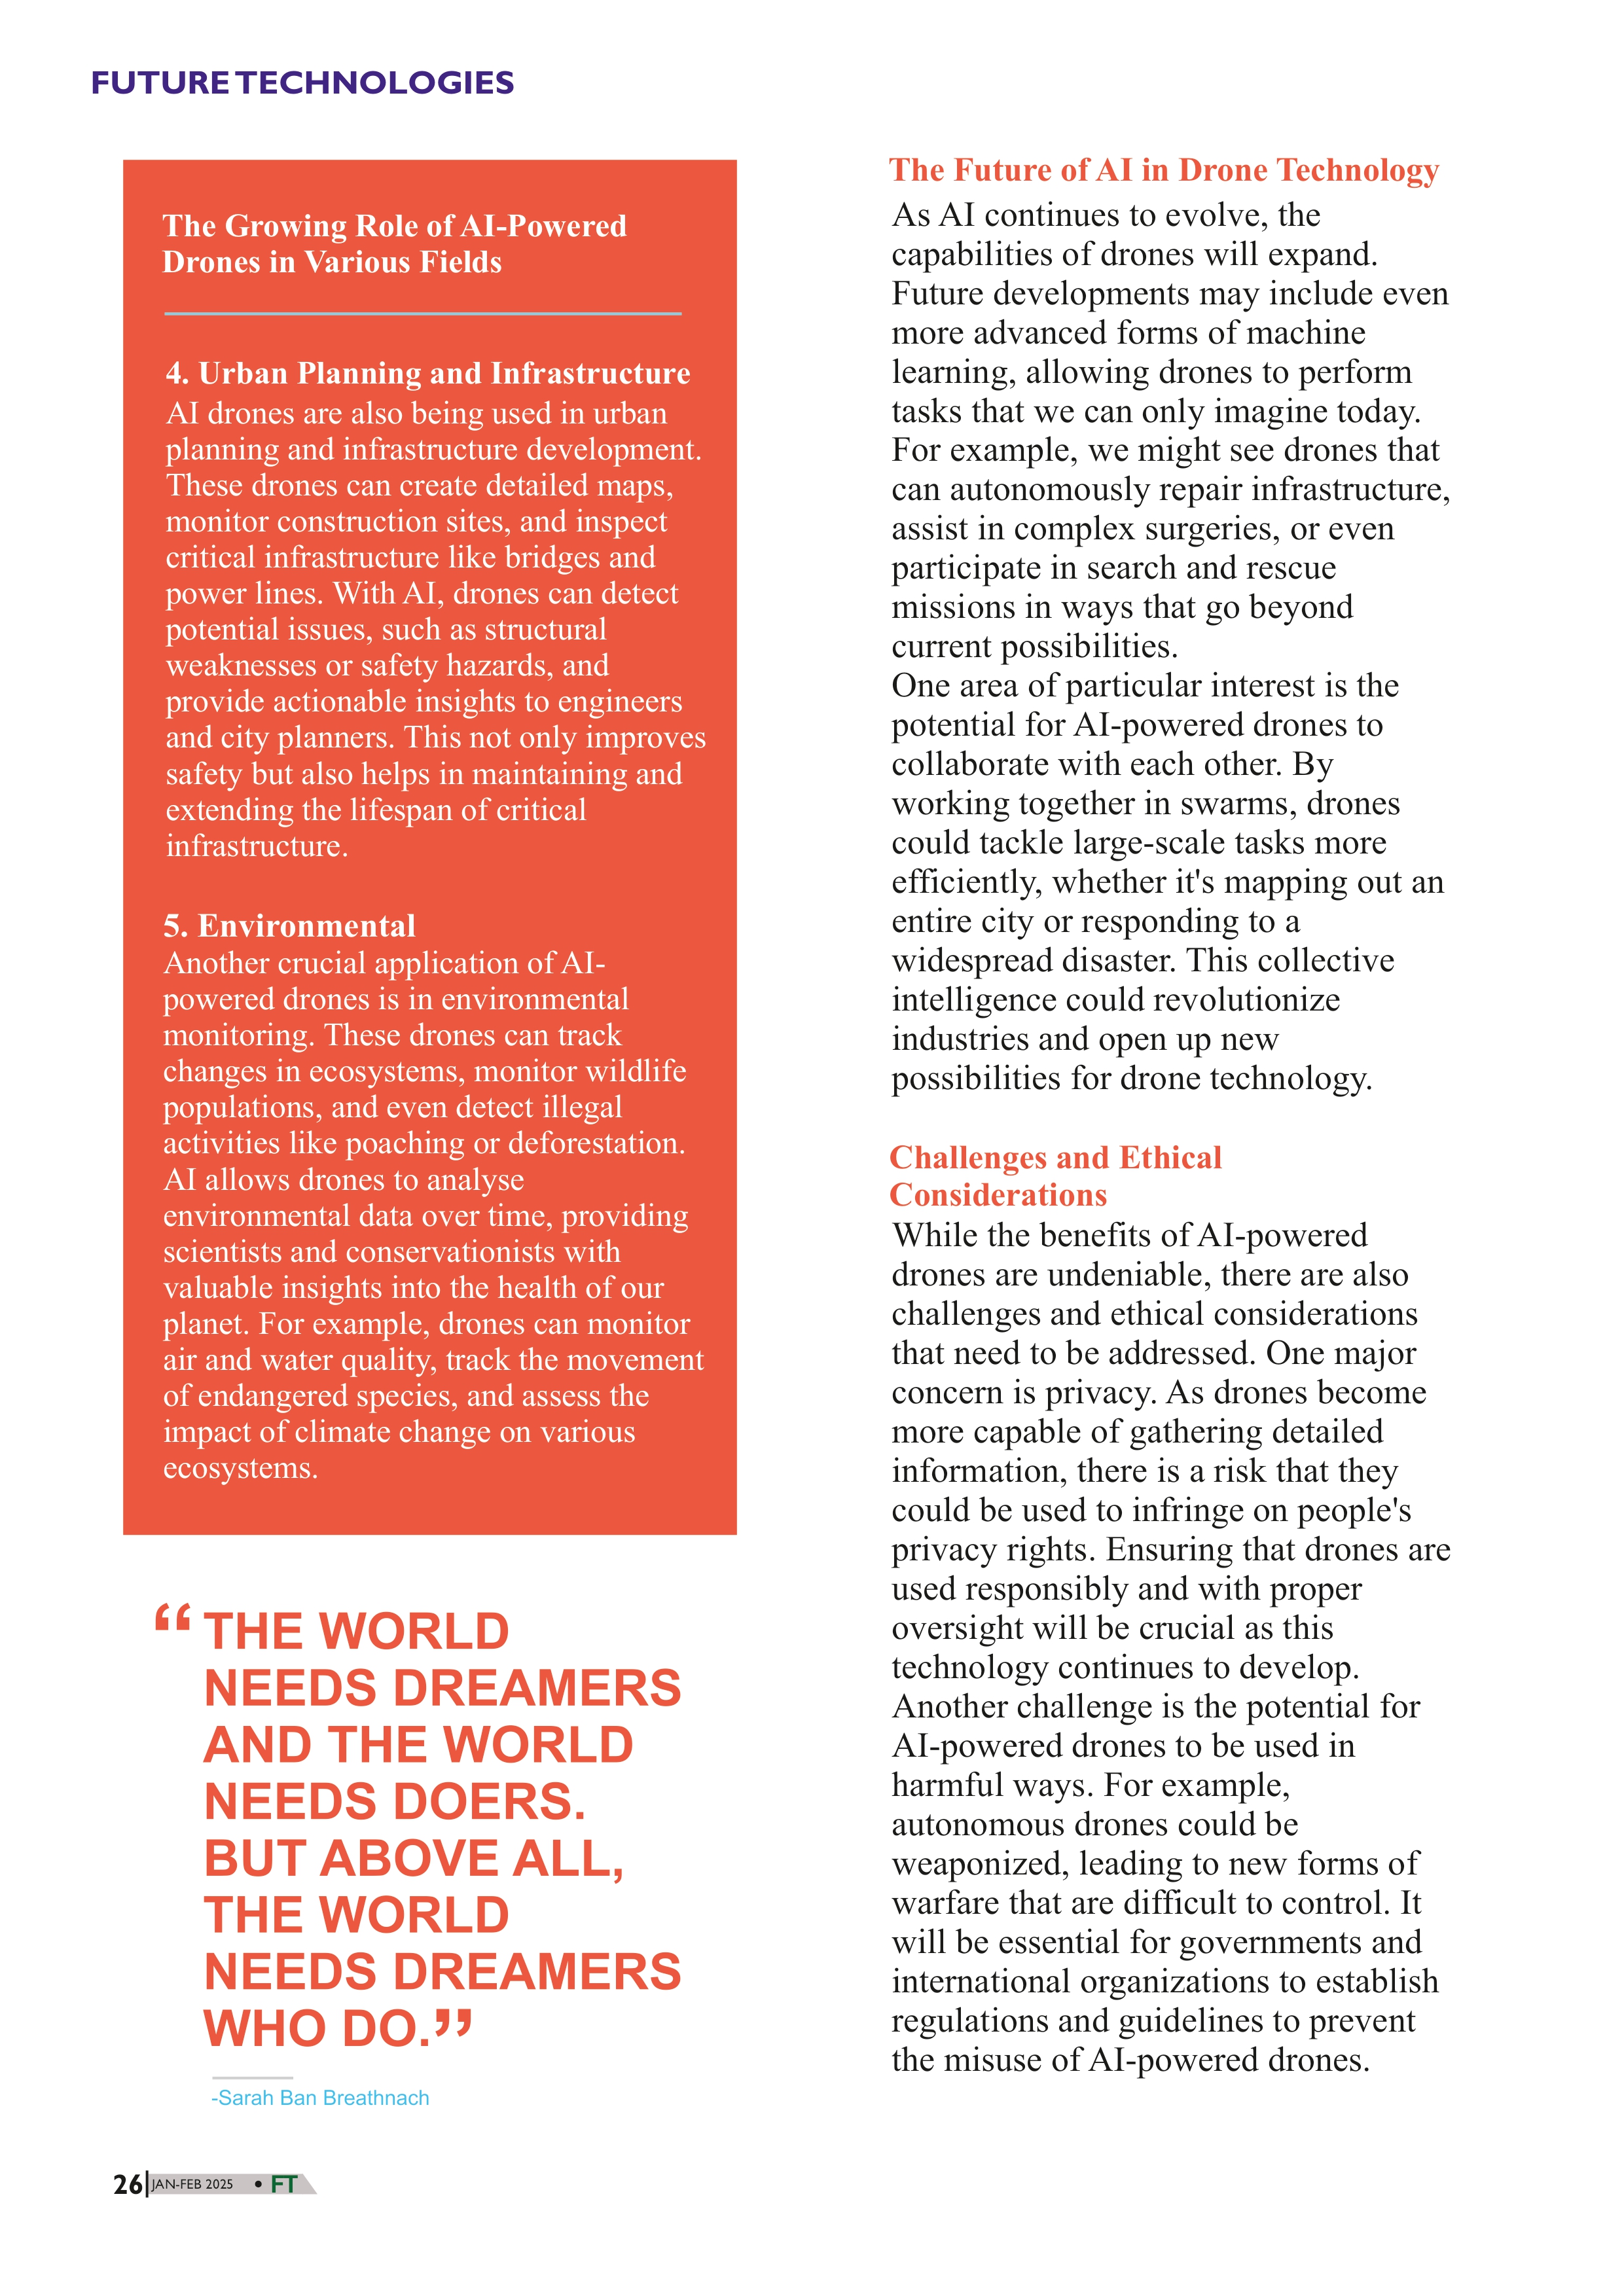 FUTURE TECHNOLOGIES
The Growing Role of AI-Powered
Drones in Various Fields
4. Urban Planning and Infrastructure
AI drones are also being used in urban
planning and infrastructure development.
These drones can create detailed maps,
monitor construction sites, and inspect
critical infrastructure like bridges and
power lines. With AI, drones can detect
potential issues, such as structural
weaknesses or safety hazards, and
provide actionable insights to engineers
and city planners. This not only improves
safety but also helps in maintaining and
extending the lifespan of critical
infrastructure.
5. Environmental
Another crucial application of AI-
powered drones is in environmental
monitoring. These drones can track
changes in ecosystems, monitor wildlife
populations, and even detect illegal
activities like poaching or deforestation.
AI allows drones to analyse
environmental data over time, providing
scientists and conservationists with
valuable insights into the health of our
planet. For example, drones can monitor
air and water quality, track the movement
of endangered species, and assess the
impact of climate change on various
ecosystems.
“ THE WORLD
NEEDS DREAMERS
AND THE WORLD
NEEDS DOERS.
BUT ABOVE ALL,
THE WORLD
NEEDS DREAMERS
WHO DO.”
-Sarah Ban Breathnach
The Future of AI in Drone Technology
As AI continues to evolve, the
capabilities of drones will expand.
Future developments may include even
more advanced forms of machine
learning, allowing drones to perform
tasks that we can only imagine today.
For example, we might see drones that
can autonomously repair infrastructure,
assist in complex surgeries, or even
participate in search and rescue
missions in ways that go beyond
current possibilities.
One area of particular interest is the
potential for AI-powered drones to
collaborate with each other. By
working together in swarms, drones
could tackle large-scale tasks more
efficiently, whether it's mapping out an
entire city or responding to a
widespread disaster. This collective
intelligence could revolutionize
industries and open up new
possibilities for drone technology.
Challenges and Ethical
Considerations
While the benefits of AI-powered
drones are undeniable, there are also
challenges and ethical considerations
that need to be addressed. One major
concern is privacy. As drones become
more capable of gathering detailed
information, there is a risk that they
could be used to infringe on people's
privacy rights. Ensuring that drones are
used responsibly and with proper
oversight will be crucial as this
technology continues to develop.
Another challenge is the potential for
AI-powered drones to be used in
harmful ways. For example,
autonomous drones could be
weaponized, leading to new forms of
warfare that are difficult to control. It
will be essential for governments and
international organizations to establish
regulations and guidelines to prevent
the misuse of AI-powered drones.
26 JAN-FEB 2025 • FT